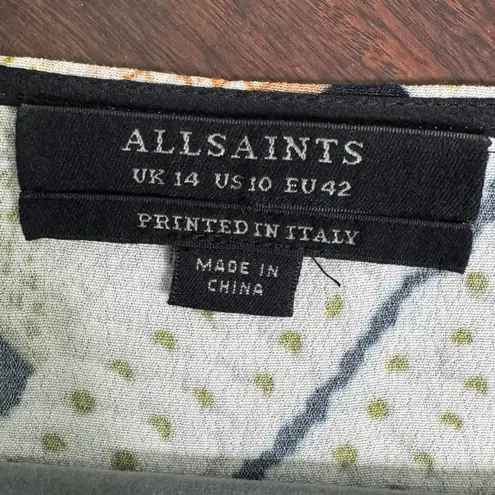 ALLSAINTS
UK 14 US 10 EU 42
PRINTED IN ITALY
MADE IN
CHINA